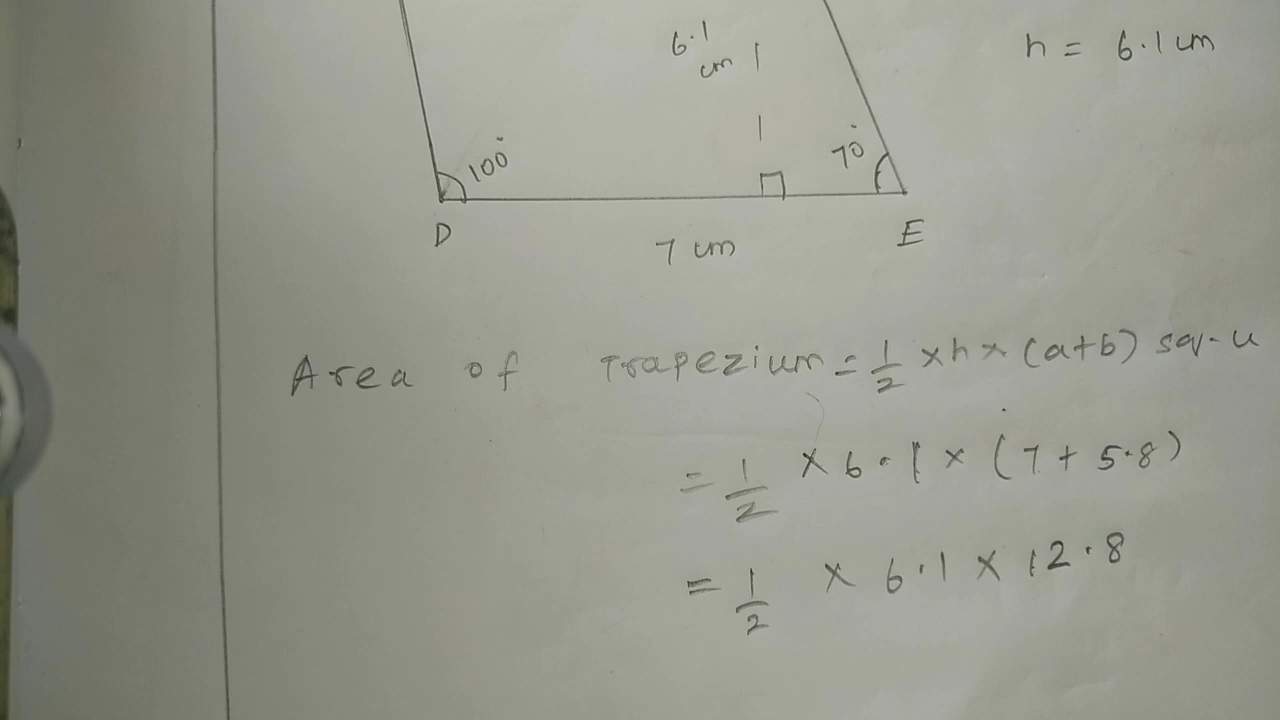 6.1 cm
h = 6.1 cm
100°
70°
D
7 cm
E
Area of Trapezium = 1/2 × h × (a+b) sq. u
= 1/2 × 6.1 × (7 + 5.8)
= 1/2 × 6.1 × 12.8